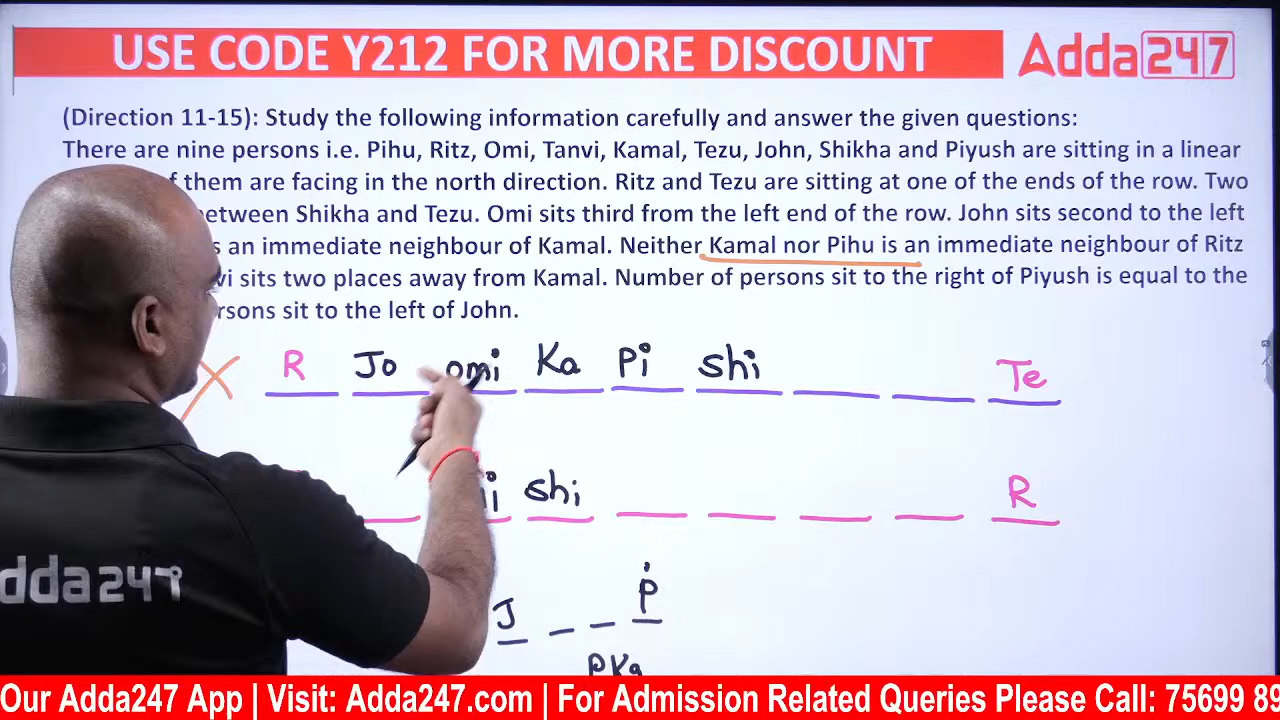 USE CODE Y212 FOR MORE DISCOUNT
Adda 247
(Direction 11-15): Study the following information carefully and answer the given questions:
There are nine persons i.e. Pihu, Ritz, Omi, Tanvi, Kamal, Tezu, John, Shikha and Piyush are sitting in a linear
of them are facing in the north direction. Ritz and Tezu are sitting at one of the ends of the row. Two
between Shikha and Tezu. Omi sits third from the left end of the row. John sits second to the left
s an immediate neighbour of Kamal. Neither Kamal nor Pihu is an immediate neighbour of Ritz
vi sits two places away from Kamal. Number of persons sit to the right of Piyush is equal to the
rsons sit to the left of John.
R Jo omi Ka Pi shi Te
shi R
J P
PKa
dda247
Our Adda247 App | Visit: Adda247.com | For Admission Related Queries Please Call: 75699 89